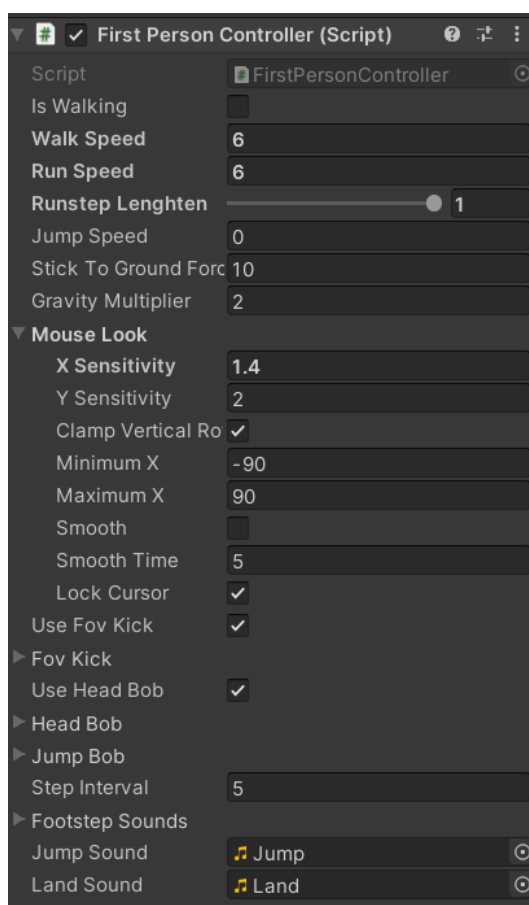 First Person Controller (Script)
Script FirstPersonController
Is Walking
Walk Speed 6
Run Speed 6
Runstep Lenghten 1
Jump Speed 0
Stick To Ground Forc 10
Gravity Multiplier 2
Mouse Look
X Sensitivity 1.4
Y Sensitivity 2
Clamp Vertical Ro
Minimum X -90
Maximum X 90
Smooth
Smooth Time 5
Lock Cursor
Use Fov Kick
Fov Kick
Use Head Bob
Head Bob
Jump Bob
Step Interval 5
Footstep Sounds
Jump Sound Jump
Land Sound Land